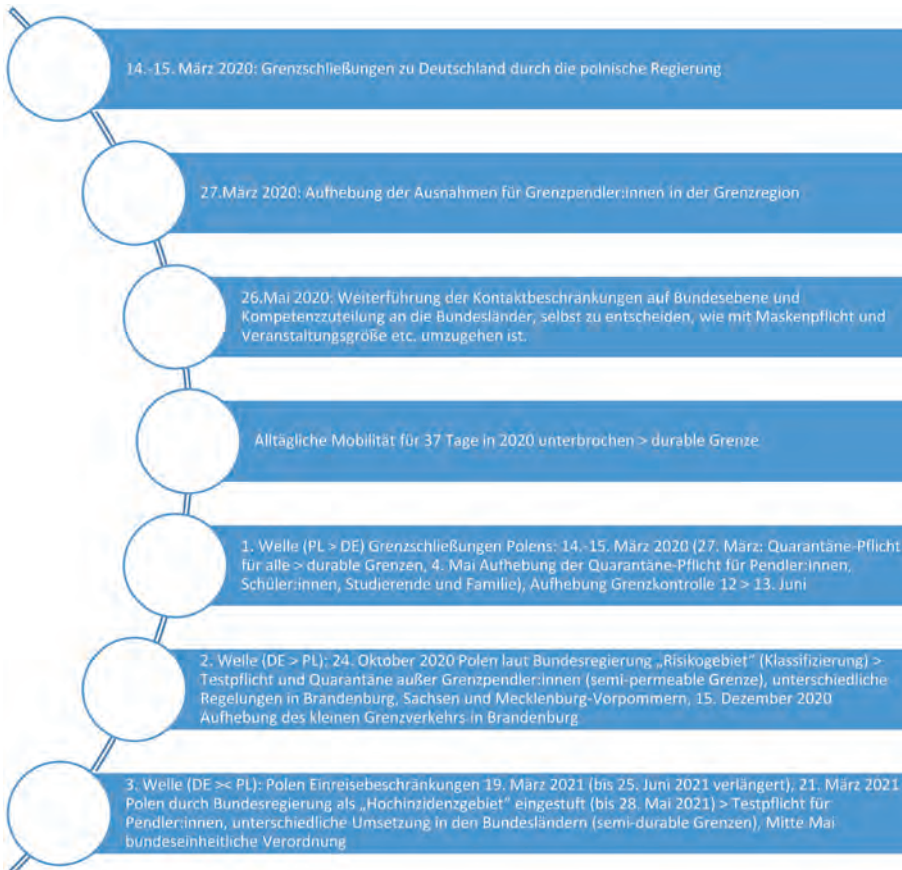 14.-15. März 2020: Grenzschließungen zu Deutschland durch die polnische Regierung
27.März 2020: Aufhebung der Ausnahmen für Grenzpendler:innen in der Grenzregion
26.Mai 2020: Weiterführung der Kontaktbeschränkungen auf Bundesebene und
Kompetenzzuteilung an die Bundesländer, selbst zu entscheiden, wie mit Maskenpflicht und
Veranstaltungsgröße etc. umzugehen ist.
Alltägliche Mobilität für 37 Tage in 2020 unterbrochen > durable Grenze
1. Welle (PL > DE) Grenzschließungen Polens: 14.-15. März 2020 (27. März: Quarantäne-Pflicht
für alle > durable Grenzen, 4. Mai Aufhebung der Quarantäne-Pflicht für Pendler:innen,
Schüler:innen, Studierende und Familie), Aufhebung Grenzkontrolle 12 > 13. Juni
2. Welle (DE > PL): 24. Oktober 2020 Polen laut Bundesregierung „Risikogebiet" (Klassifizierung) >
Testpflicht und Quarantäne außer Grenzpendler:innen (semi-permeable Grenze), unterschiedliche
Regelungen in Brandenburg, Sachsen und Mecklenburg-Vorpommern, 15. Dezember 2020
Aufhebung des kleinen Grenzverkehrs in Brandenburg
3. Welle (DE >< PL): Polen Einreisebeschränkungen 19. März 2021 (bis 25. Juni 2021 verlängert), 21. März 2021
Polen durch Bundesregierung als „Hochinzidenzgebiet" eingestuft (bis 28. Mai 2021) > Testpflicht für
Pendler:innen, unterschiedliche Umsetzung in den Bundesländern (semi-durable Grenzen), Mitte Mai
bundeseinheitliche Verordnung